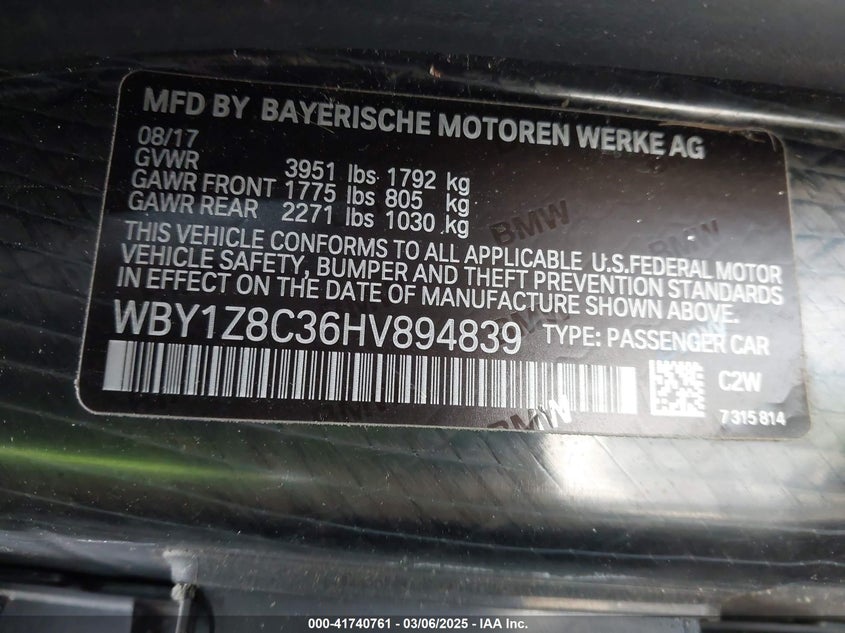 MFD BY BAYERISCHE MOTOREN WERKE AG
08/17
GVWR 3951 lbs 1792 kg
GAWR FRONT 1775 lbs 805 kg
GAWR REAR 2271 lbs 1030 kg
THIS VEHICLE CONFORMS TO ALL APPLICABLE U.S.FEDERAL MOTOR
VEHICLE SAFETY, BUMPER AND THEFT PREVENTION STANDARDS
IN EFFECT ON THE DATE OF MANUFACTURE SHOWN ABOVE.
WBY1Z8C36HV894839 TYPE: PASSENGER CAR
C2W
7315814
BMW
BMW
BMW
000-41740761 - 03/06/2025 - IAA Inc.